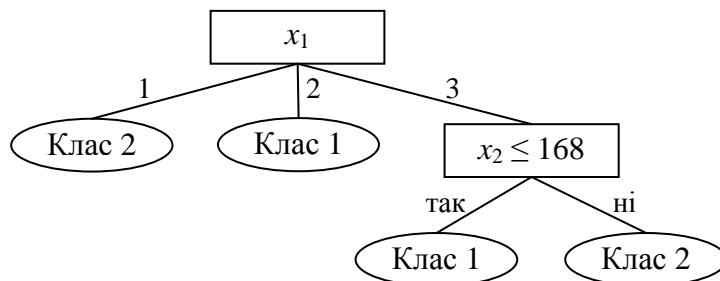 x₁
1 2 3
Клас 2 Клас 1 x₂ ≤ 168
так ні
Клас 1 Клас 2